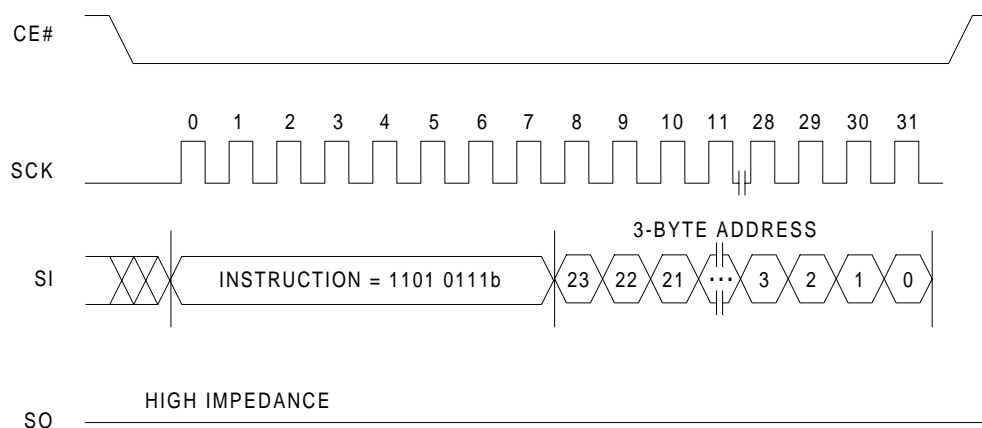 CE#
0 1 2 3 4 5 6 7 8 9 10 11 28 29 30 31
SCK
3-BYTE ADDRESS
SI INSTRUCTION = 1101 0111b 23 22 21 ... 3 2 1 0
HIGH IMPEDANCE
SO